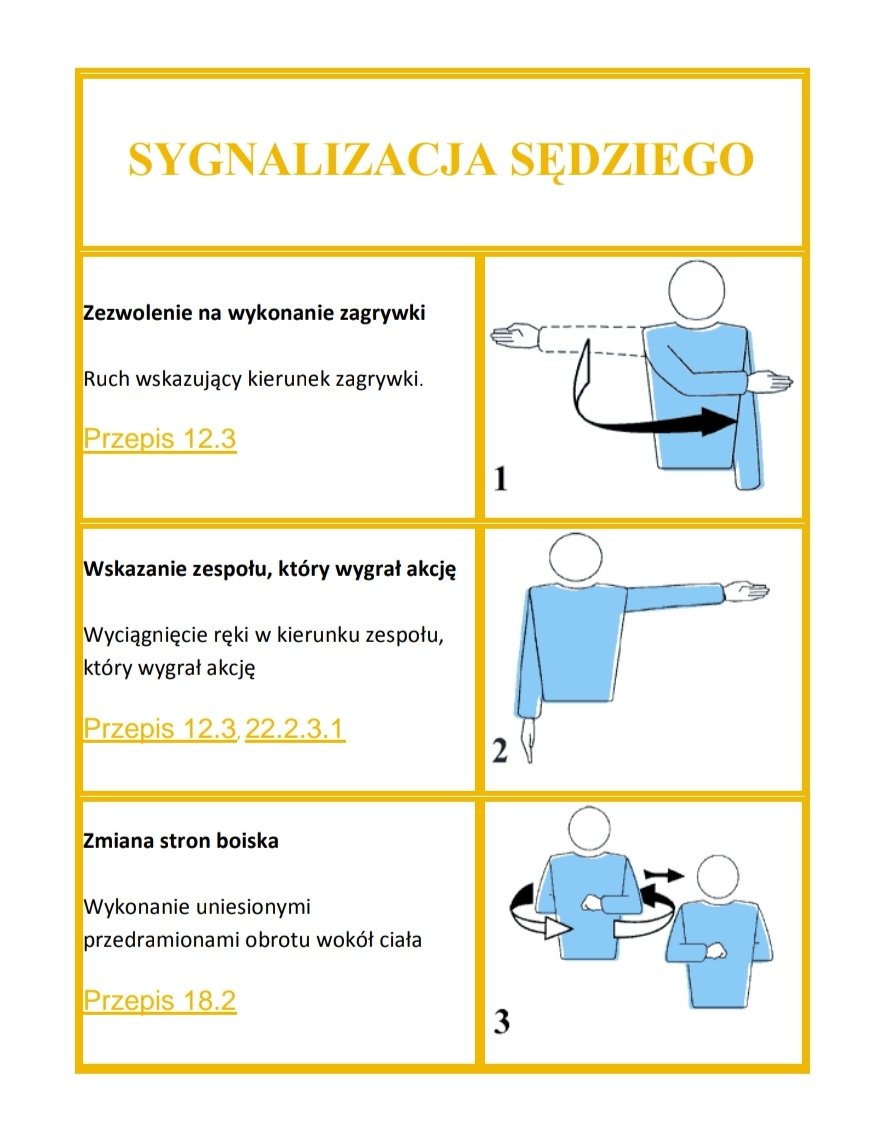 SYGNALIZACJA SĘDZIEGO
Zezwolenie na wykonanie zagrywki
Ruch wskazujący kierunek zagrywki.
Przepis 12.3
1
Wskazanie zespołu, który wygrał akcję
Wyciągnięcie ręki w kierunku zespołu,
który wygrał akcję
Przepis 12.3, 22.2.3.1
2
Zmiana stron boiska
Wykonanie uniesionymi
przedramionami obrotu wokół ciała
Przepis 18.2
3